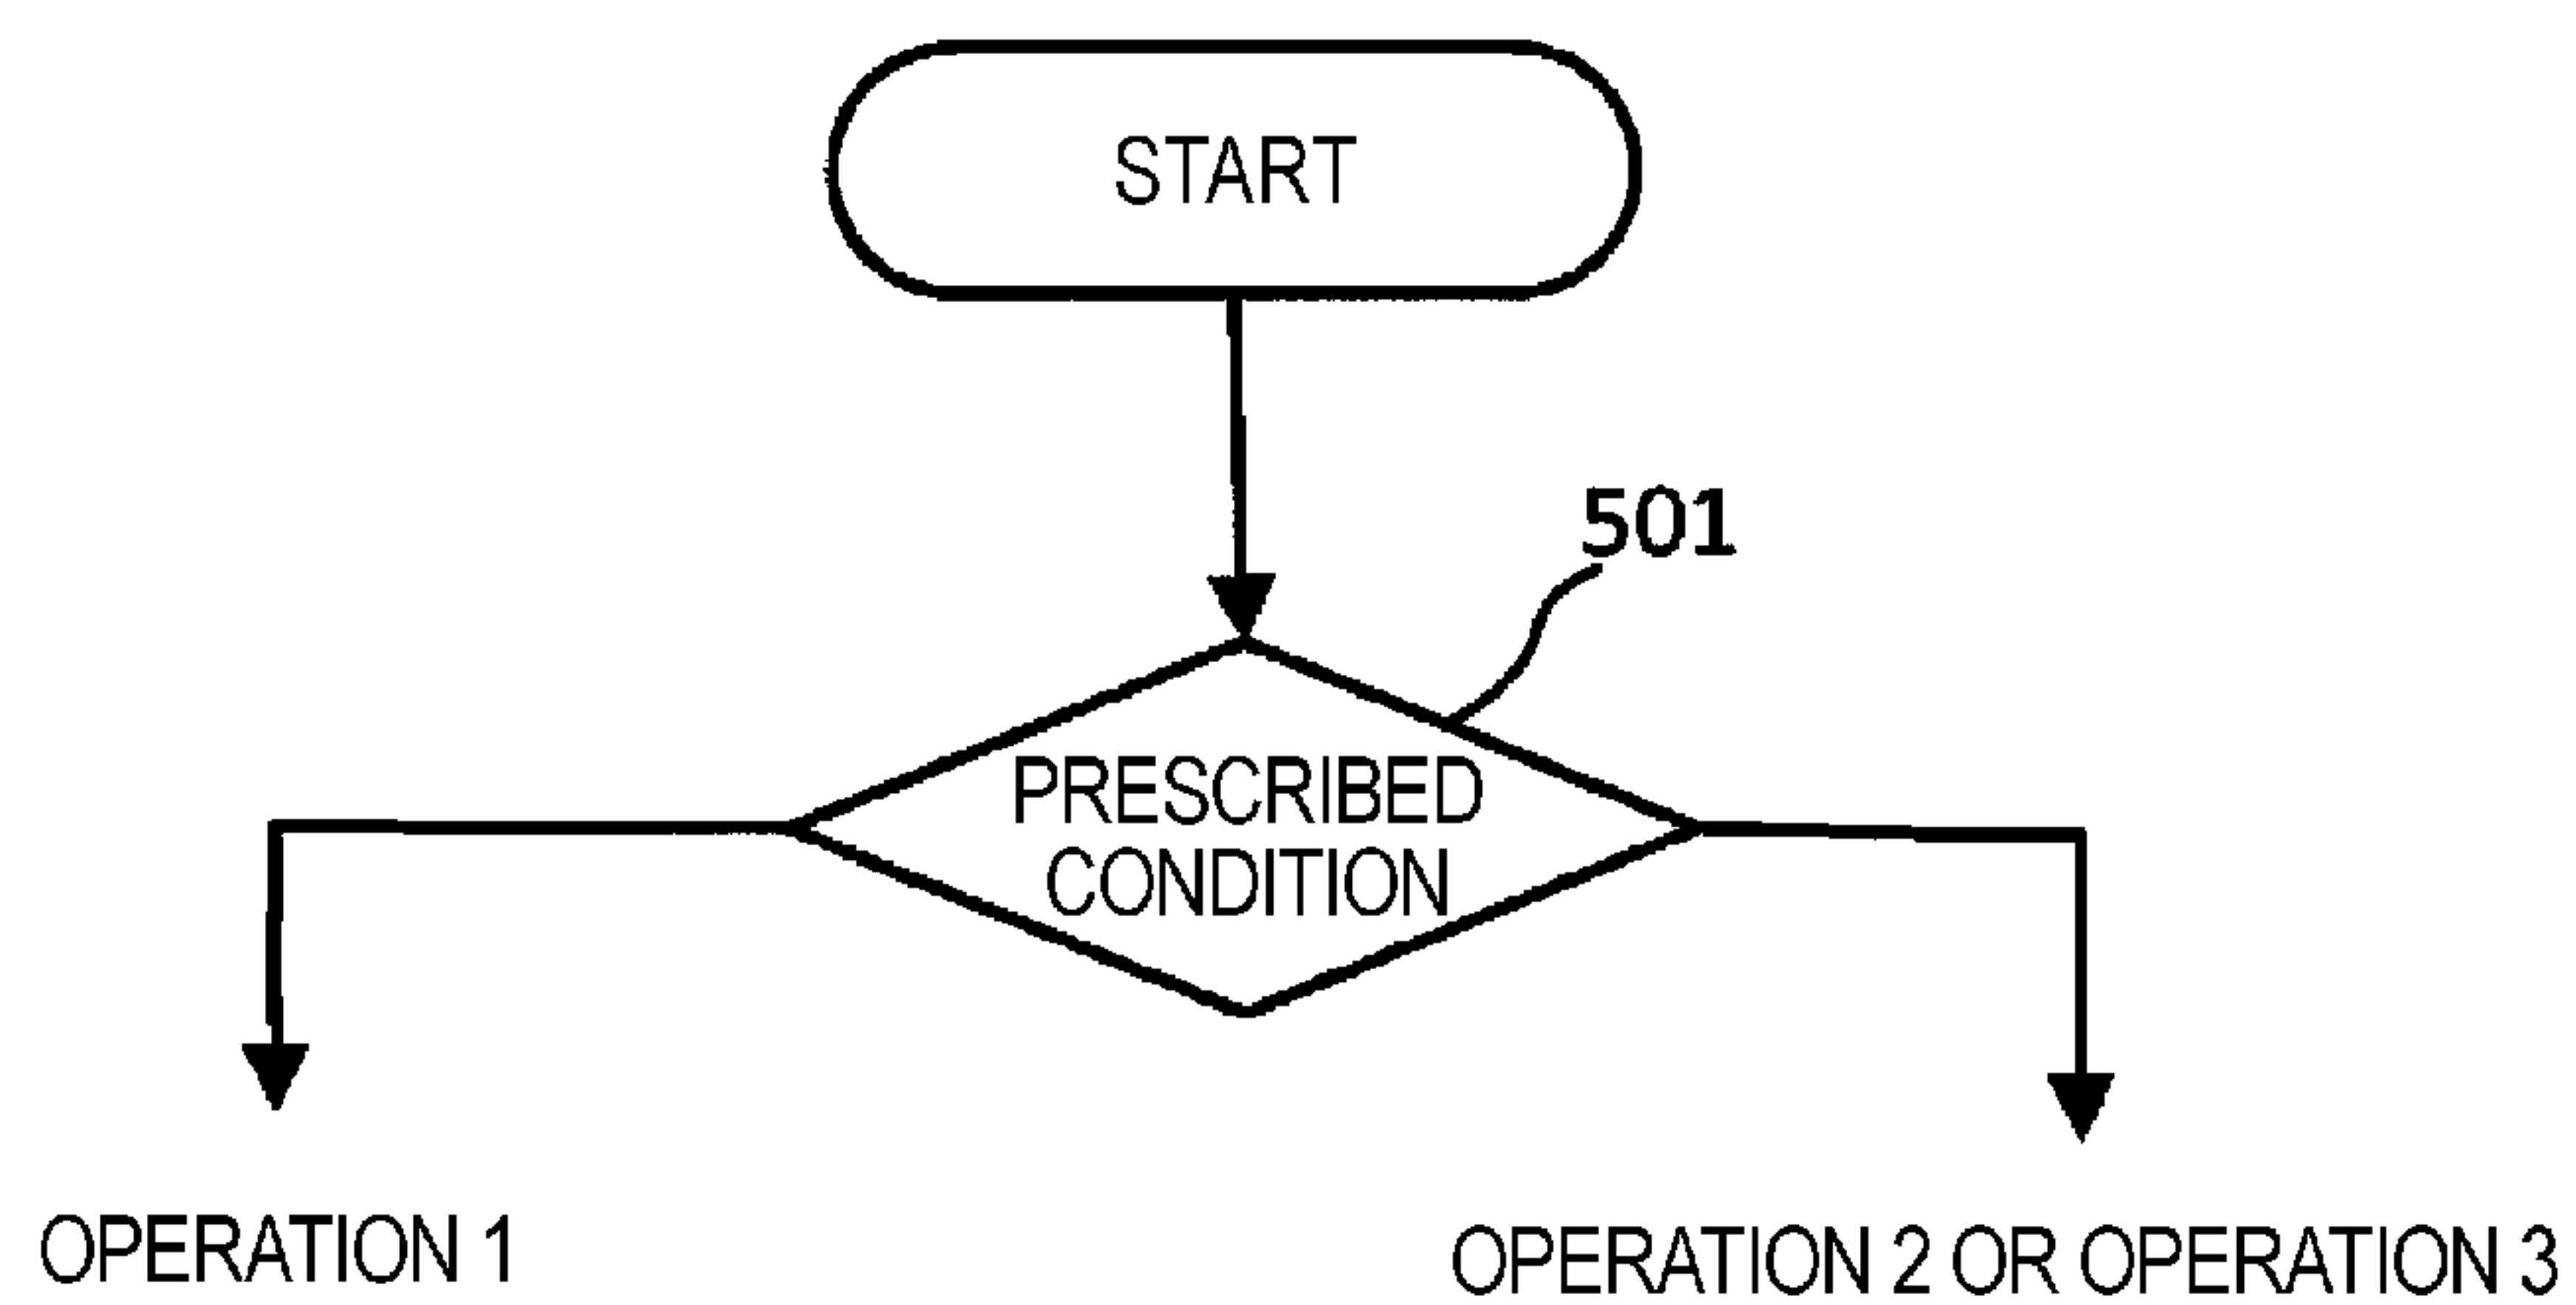 START
501
PRESCRIBED
CONDITION
OPERATION 1
OPERATION 2 OR OPERATION 3